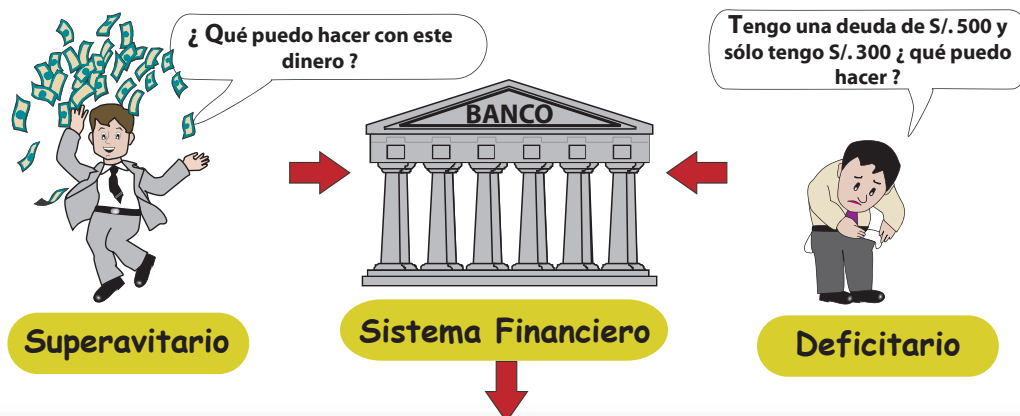 ¿ Qué puedo hacer con este
dinero ?
Tengo una deuda de S/. 500 y
sólo tengo S/. 300 ¿ qué puedo
hacer ?
BANCO
Superavitario
Sistema Financiero
Deficitario